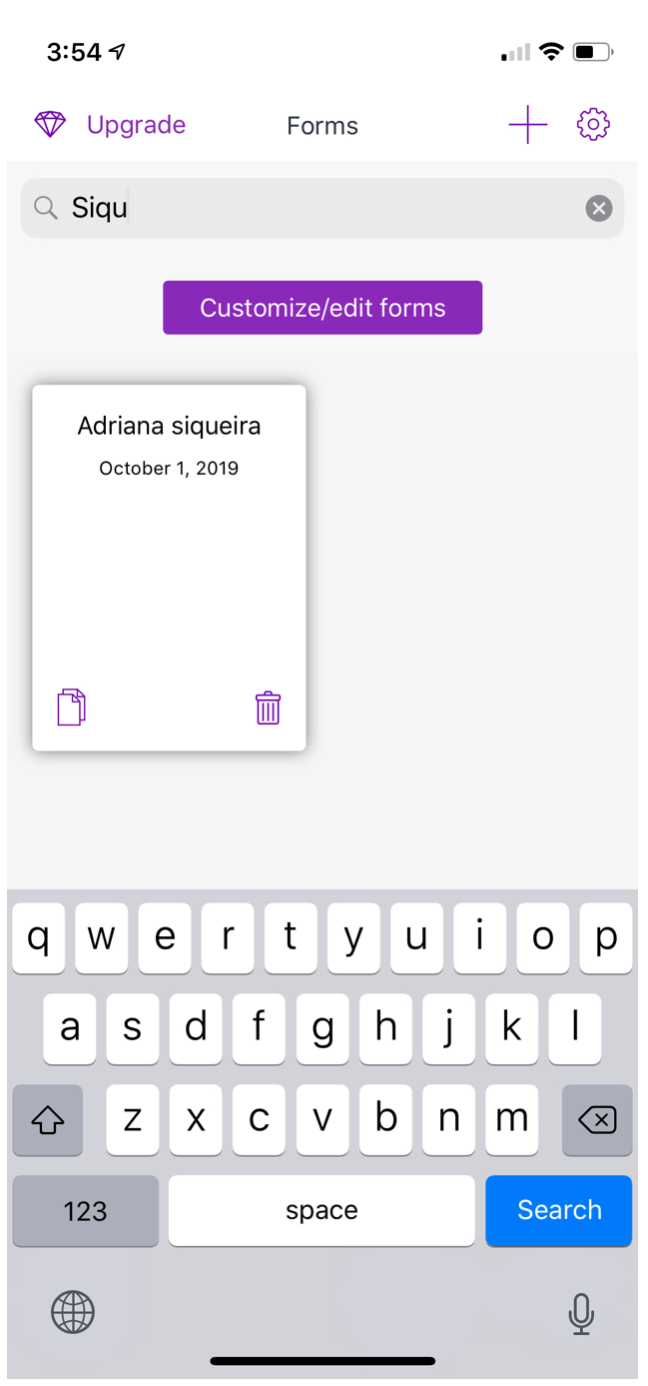 3:54
Upgrade Forms
Siqu
Customize/edit forms
Adriana siqueira
October 1, 2019
q w e r t y u i o p
a s d f g h j k l
z x c v b n m
123 space Search